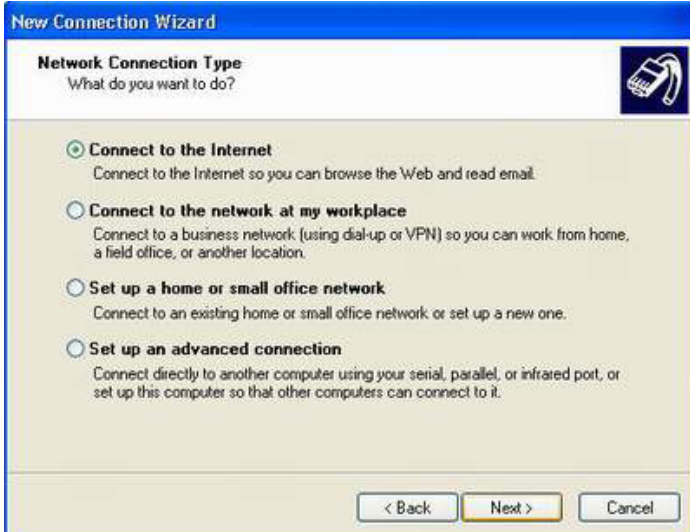 New Connection Wizard
Network Connection Type
What do you want to do?
Connect to the Internet
Connect to the Internet so you can browse the Web and read email.
Connect to the network at my workplace
Connect to a business network (using dial-up or VPN) so you can work from home,
a field office, or another location.
Set up a home or small office network
Connect to an existing home or small office network or set up a new one.
Set up an advanced connection
Connect directly to another computer using your serial, parallel, or infrared port, or
set up this computer so that other computers can connect to it.
< Back Next > Cancel